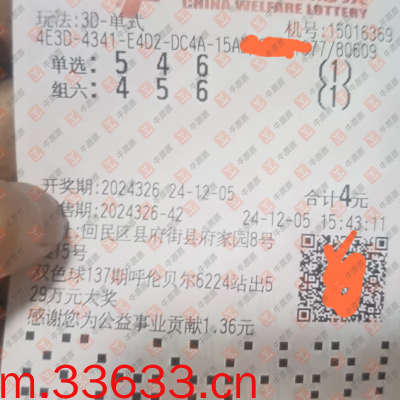 CHINA WELFARE LOTTERY
玩法:3D-单式
机号:15016369
4E3D-4341-E4D2-DC4A-15A 77/80609
单选: 5 4 6 (1)
组六: 4 5 6 (1)
开奖期:2024326 24-12-05 合计4元
售期:2024326-42 24-12-05 15:43:11
:回民区县府街县府家园8号
15号
双色球137期呼伦贝尔6224站出5
29万元大奖
感谢您为公益事业贡献1.36元
m.33633.cn